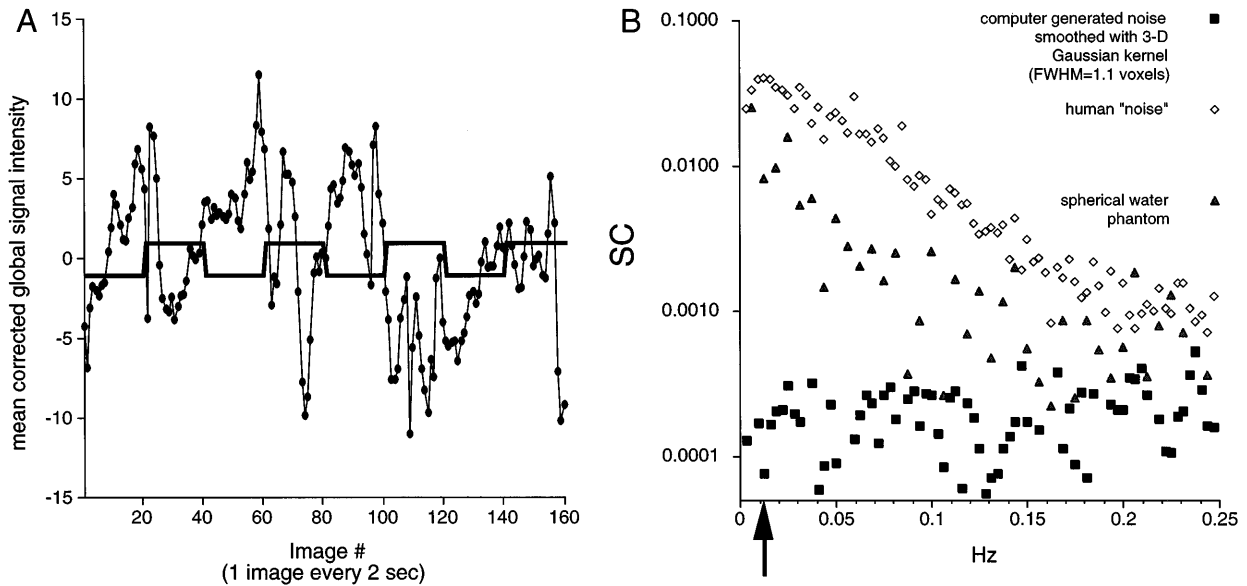 A
15
10
5
0
-5
-10
-15
mean corrected global signal intensity
20
40
60
80
100
120
140
160
Image #
(1 image every 2 sec)
B
0.1000
0.0100
0.0010
0.0001
SC
computer generated noise
smoothed with 3-D
Gaussian kernel
(FWHM=1.1 voxels)
human "noise"
spherical water
phantom
0
0.05
0.1
0.15
0.2
0.25
Hz